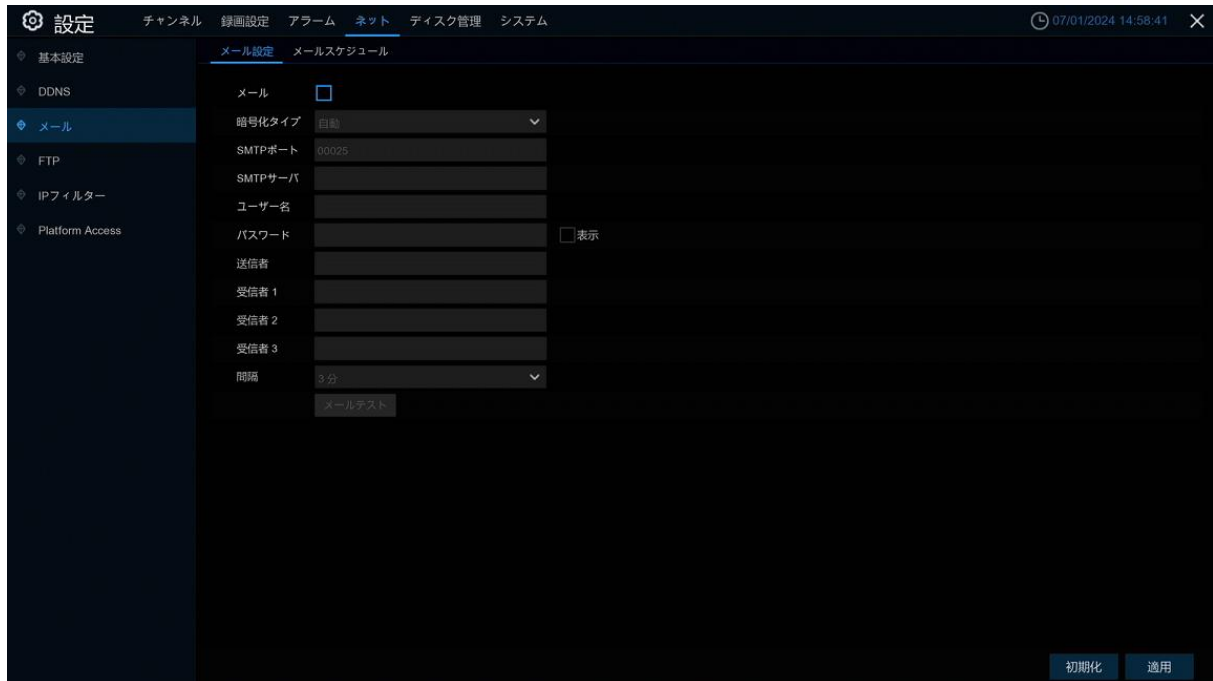 設定 チャンネル 録画設定 アラーム ネット ディスク管理 システム 07/01/2024 14:58:41
メール設定 メールスケジュール
基本設定
DDNS
メール
FTP
IPフィルター
Platform Access
メール
暗号化タイプ 自動
SMTPポート 00025
SMTPサーバ
ユーザー名
パスワード 表示
送信者
受信者 1
受信者 2
受信者 3
間隔 3 分
メールテスト
初期化 適用